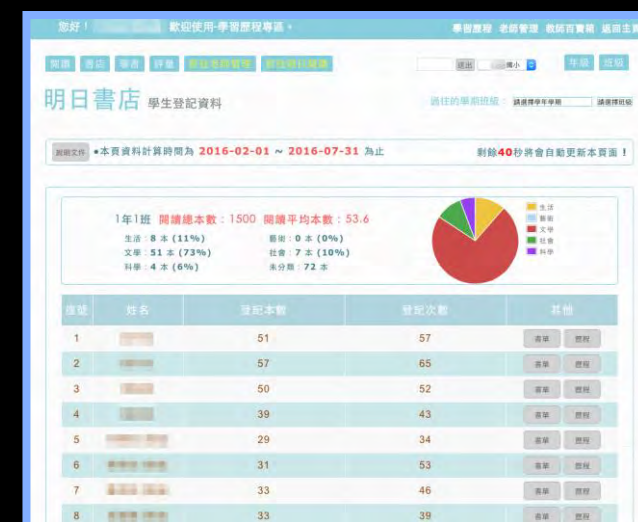 您好！ 歡迎使用-學習歷程專區。 學習歷程 老師管理 教師百寶箱 返回主頁
閱讀 書店 學書 評量
送出 國小 年級 班級
明日書店 學生登記資料 過往的學期班級： 請選擇學年學期 請選擇班級
說明文件 ●本頁資料計算時間為 2016-02-01 ~ 2016-07-31 為止 剩餘40秒將會自動更新本頁面！
1年1班 閱讀總本數：1500 閱讀平均本數：53.6
生活：8 本 (11%) 藝術：0 本 (0%)
文學：51 本 (73%) 社會：7 本 (10%)
科學：4 本 (6%) 未分類：72 本
生活
藝術
文學
社會
科學
座號 姓名 登記本數 登記次數 其他
1 51 57 書單 歷程
2 57 65 書單 歷程
3 50 52 書單 歷程
4 39 43 書單 歷程
5 29 34 書單 歷程
6 31 53 書單 歷程
7 33 46 書單 歷程
8 33 39 書單 歷程